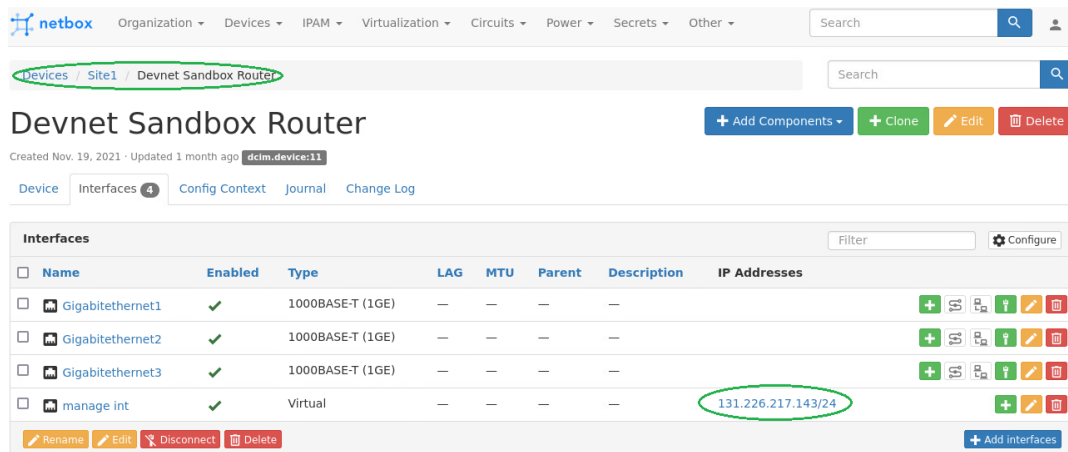 netbox Organization Devices IPAM Virtualization Circuits Power Secrets Other Search
Devices / Site1 / Devnet Sandbox Router Search
Devnet Sandbox Router + Add Components + Clone Edit Delete
Created Nov. 19, 2021 · Updated 1 month ago dcim.device:11
Device Interfaces 4 Config Context Journal Change Log
Interfaces Filter Configure
Name Enabled Type LAG MTU Parent Description IP Addresses
Gigabitethernet1 1000BASE-T (1GE) — — — —
Gigabitethernet2 1000BASE-T (1GE) — — — —
Gigabitethernet3 1000BASE-T (1GE) — — — —
manage int Virtual — — — — 131.226.217.143/24
Rename Edit Disconnect Delete + Add interfaces